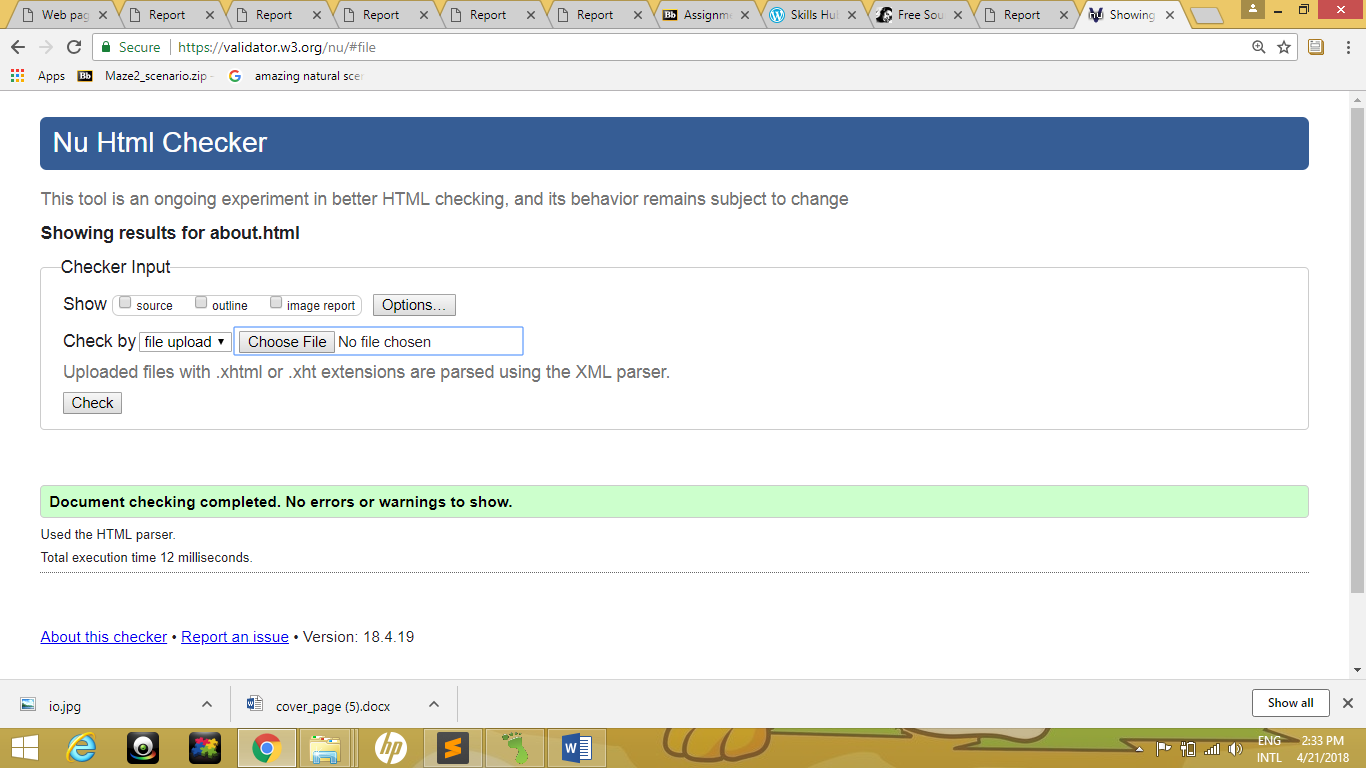 Web pag
Report
Report
Report
Report
Report
Bb Assignme
Skills Hub
Free Sou
Report
Showing
Secure https://validator.w3.org/nu/#file
Apps Bb Maze2_scenario.zip - G amazing natural scen
Nu Html Checker
This tool is an ongoing experiment in better HTML checking, and its behavior remains subject to change
Showing results for about.html
Checker Input
Show source outline image report Options...
Check by file upload Choose File No file chosen
Uploaded files with .xhtml or .xht extensions are parsed using the XML parser.
Check
Document checking completed. No errors or warnings to show.
Used the HTML parser.
Total execution time 12 milliseconds.
About this checker • Report an issue • Version: 18.4.19
io.jpg
cover_page (5).docx
Show all
hp
ENG 2:33 PM
INTL 4/21/2018